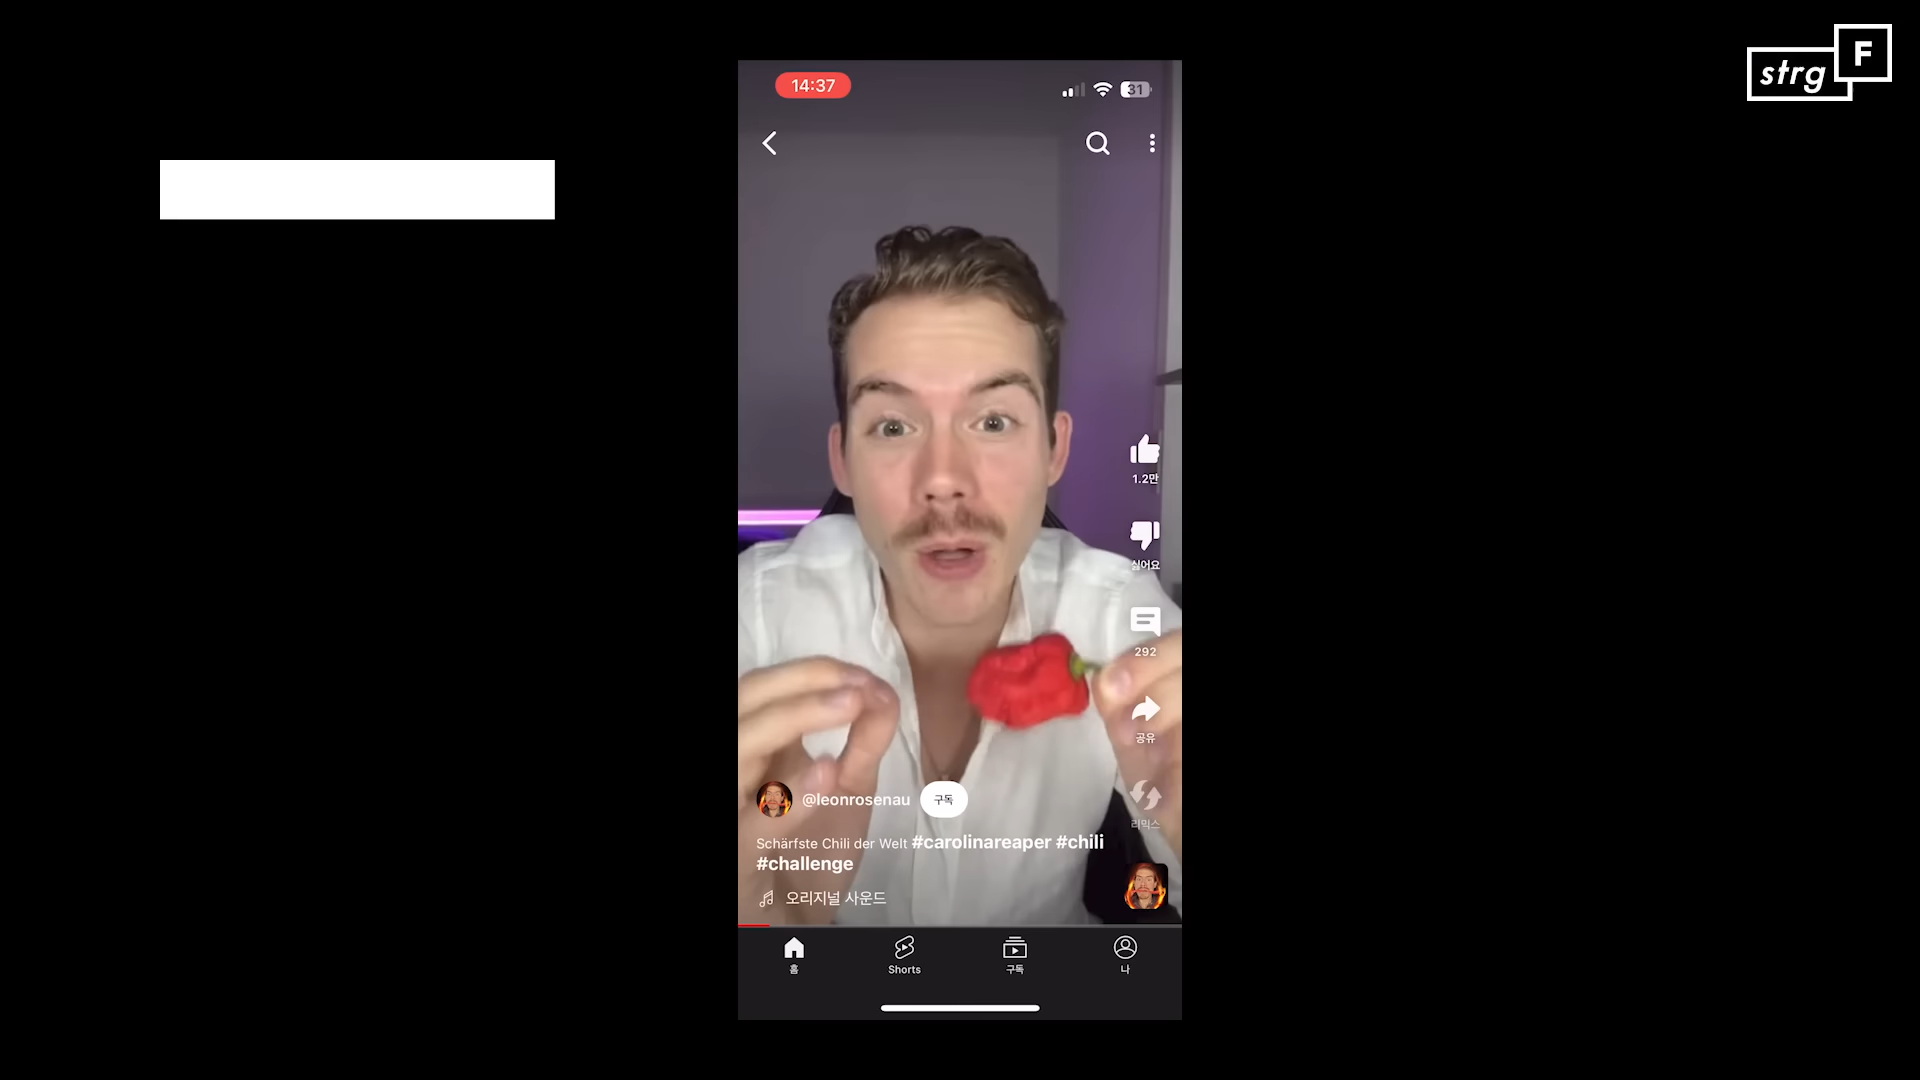 strg
F
14:37
31
1.2만
싫어요
292
공유
리믹스
@leonrosenau
구독
Schärfste Chili der Welt #carolinareaper #chili
#challenge
오리지널 사운드
홈
Shorts
구독
나